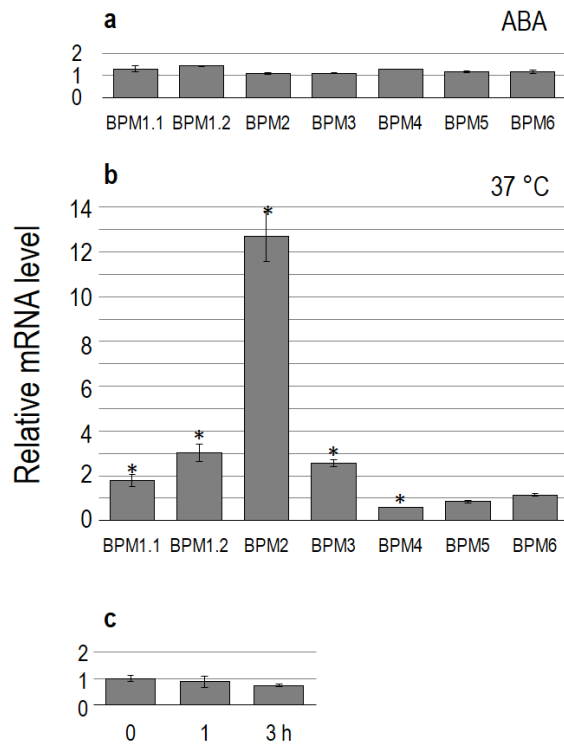 a ABA
2
1
0
BPM1.1 BPM1.2 BPM2 BPM3 BPM4 BPM5 BPM6
b 37 °C
Relative mRNA level
14
12
10
8
6
4
2
0
* * * * *
BPM1.1 BPM1.2 BPM2 BPM3 BPM4 BPM5 BPM6
c
2
1
0
0 1 3 h